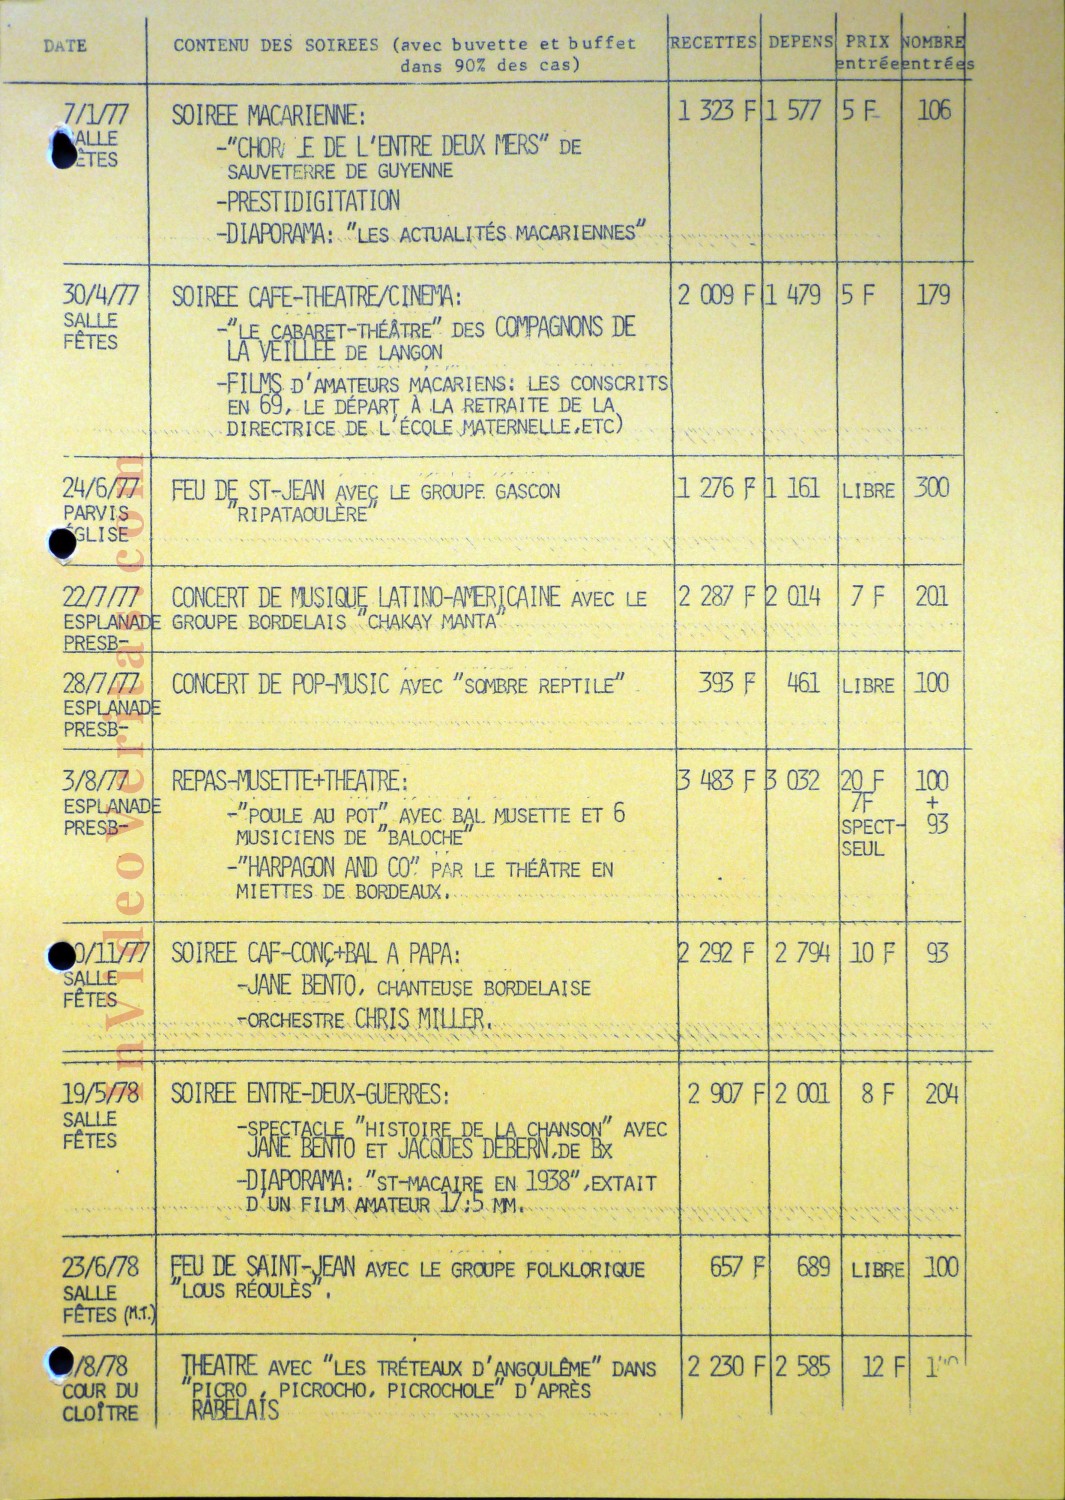 DATE CONTENU DES SOIREES (avec buvette et buffet RECETTES DEPENS PRIX NOMBRE
dans 90% des cas) entrée entrées
7/1/77 SOIREE MACARIENNE: 1 323 F 1 577 5 F 106
ALLE -"CHOR E DE L'ENTRE DEUX MERS" DE
ÊTES SAUVETERRE DE GUYENNE
-PRESTIDIGITATION
-DIAPORAMA: "LES ACTUALITÉS MACARIENNES"
30/4/77 SOIREE CAFE-THEATRE/CINEMA: 2 009 F 1 479 5 F 179
SALLE -"LE CABARET-THÉÂTRE" DES COMPAGNONS DE
FÊTES LA VEILLEE DE LANGON
-FILMS D'AMATEURS MACARIENS: LES CONSCRITS
EN 69, LE DÉPART À LA RETRAITE DE LA
DIRECTRICE DE L'ÉCOLE MATERNELLE,ETC)
24/6/77 FEU DE ST-JEAN AVEC LE GROUPE GASCON 1 276 F 1 161 LIBRE 300
PARVIS "RIPATAOULÈRE"
ÉGLISE
22/7/77 CONCERT DE MUSIQUE LATINO-AMERICAINE AVEC LE 2 287 F 2 014 7 F 201
ESPLANADE GROUPE BORDELAIS "CHAKAY MANTA"
PRESB-
28/7/77 CONCERT DE POP-MUSIC AVEC "SOMBRE REPTILE" 393 F 461 LIBRE 100
ESPLANADE
PRESB-
3/8/77 REPAS-MUSETTE+THEATRE: 3 483 F 3 032 20 F 100
ESPLANADE -"POULE AU POT" AVEC BAL MUSETTE ET 6 7F +
PRESB- MUSICIENS DE "BALOCHE" SPECT- 93
-"HARPAGON AND CO" PAR LE THÉÂTRE EN SEUL
MIETTES DE BORDEAUX.
0/11/77 SOIREE CAF-CONÇ+BAL A PAPA: 2 292 F 2 794 10 F 93
SALLE -JANE BENTO, CHANTEUSE BORDELAISE
FÊTES
-ORCHESTRE CHRIS MILLER.
19/5/78 SOIREE ENTRE-DEUX-GUERRES: 2 907 F 2 001 8 F 204
SALLE -SPECTACLE "HISTOIRE DE LA CHANSON" AVEC
FÊTES JANE BENTO ET JACQUES DEBERN,DE BX
-DIAPORAMA: "ST-MACAIRE EN 1938",EXTAIT
D'UN FILM AMATEUR 17;5 MM.
23/6/78 FEU DE SAINT-JEAN AVEC LE GROUPE FOLKLORIQUE 657 F 689 LIBRE 100
SALLE "LOUS RÉOULÈS".
FÊTES (M.T.)
/8/78 THEATRE AVEC "LES TRÉTEAUX D'ANGOULÊME" DANS 2 230 F 2 585 12 F
COUR DU "PICRO , PICROCHO, PICROCHOLE" D'APRÈS
CLOÎTRE RABELAIS
InVideoVeritas.com